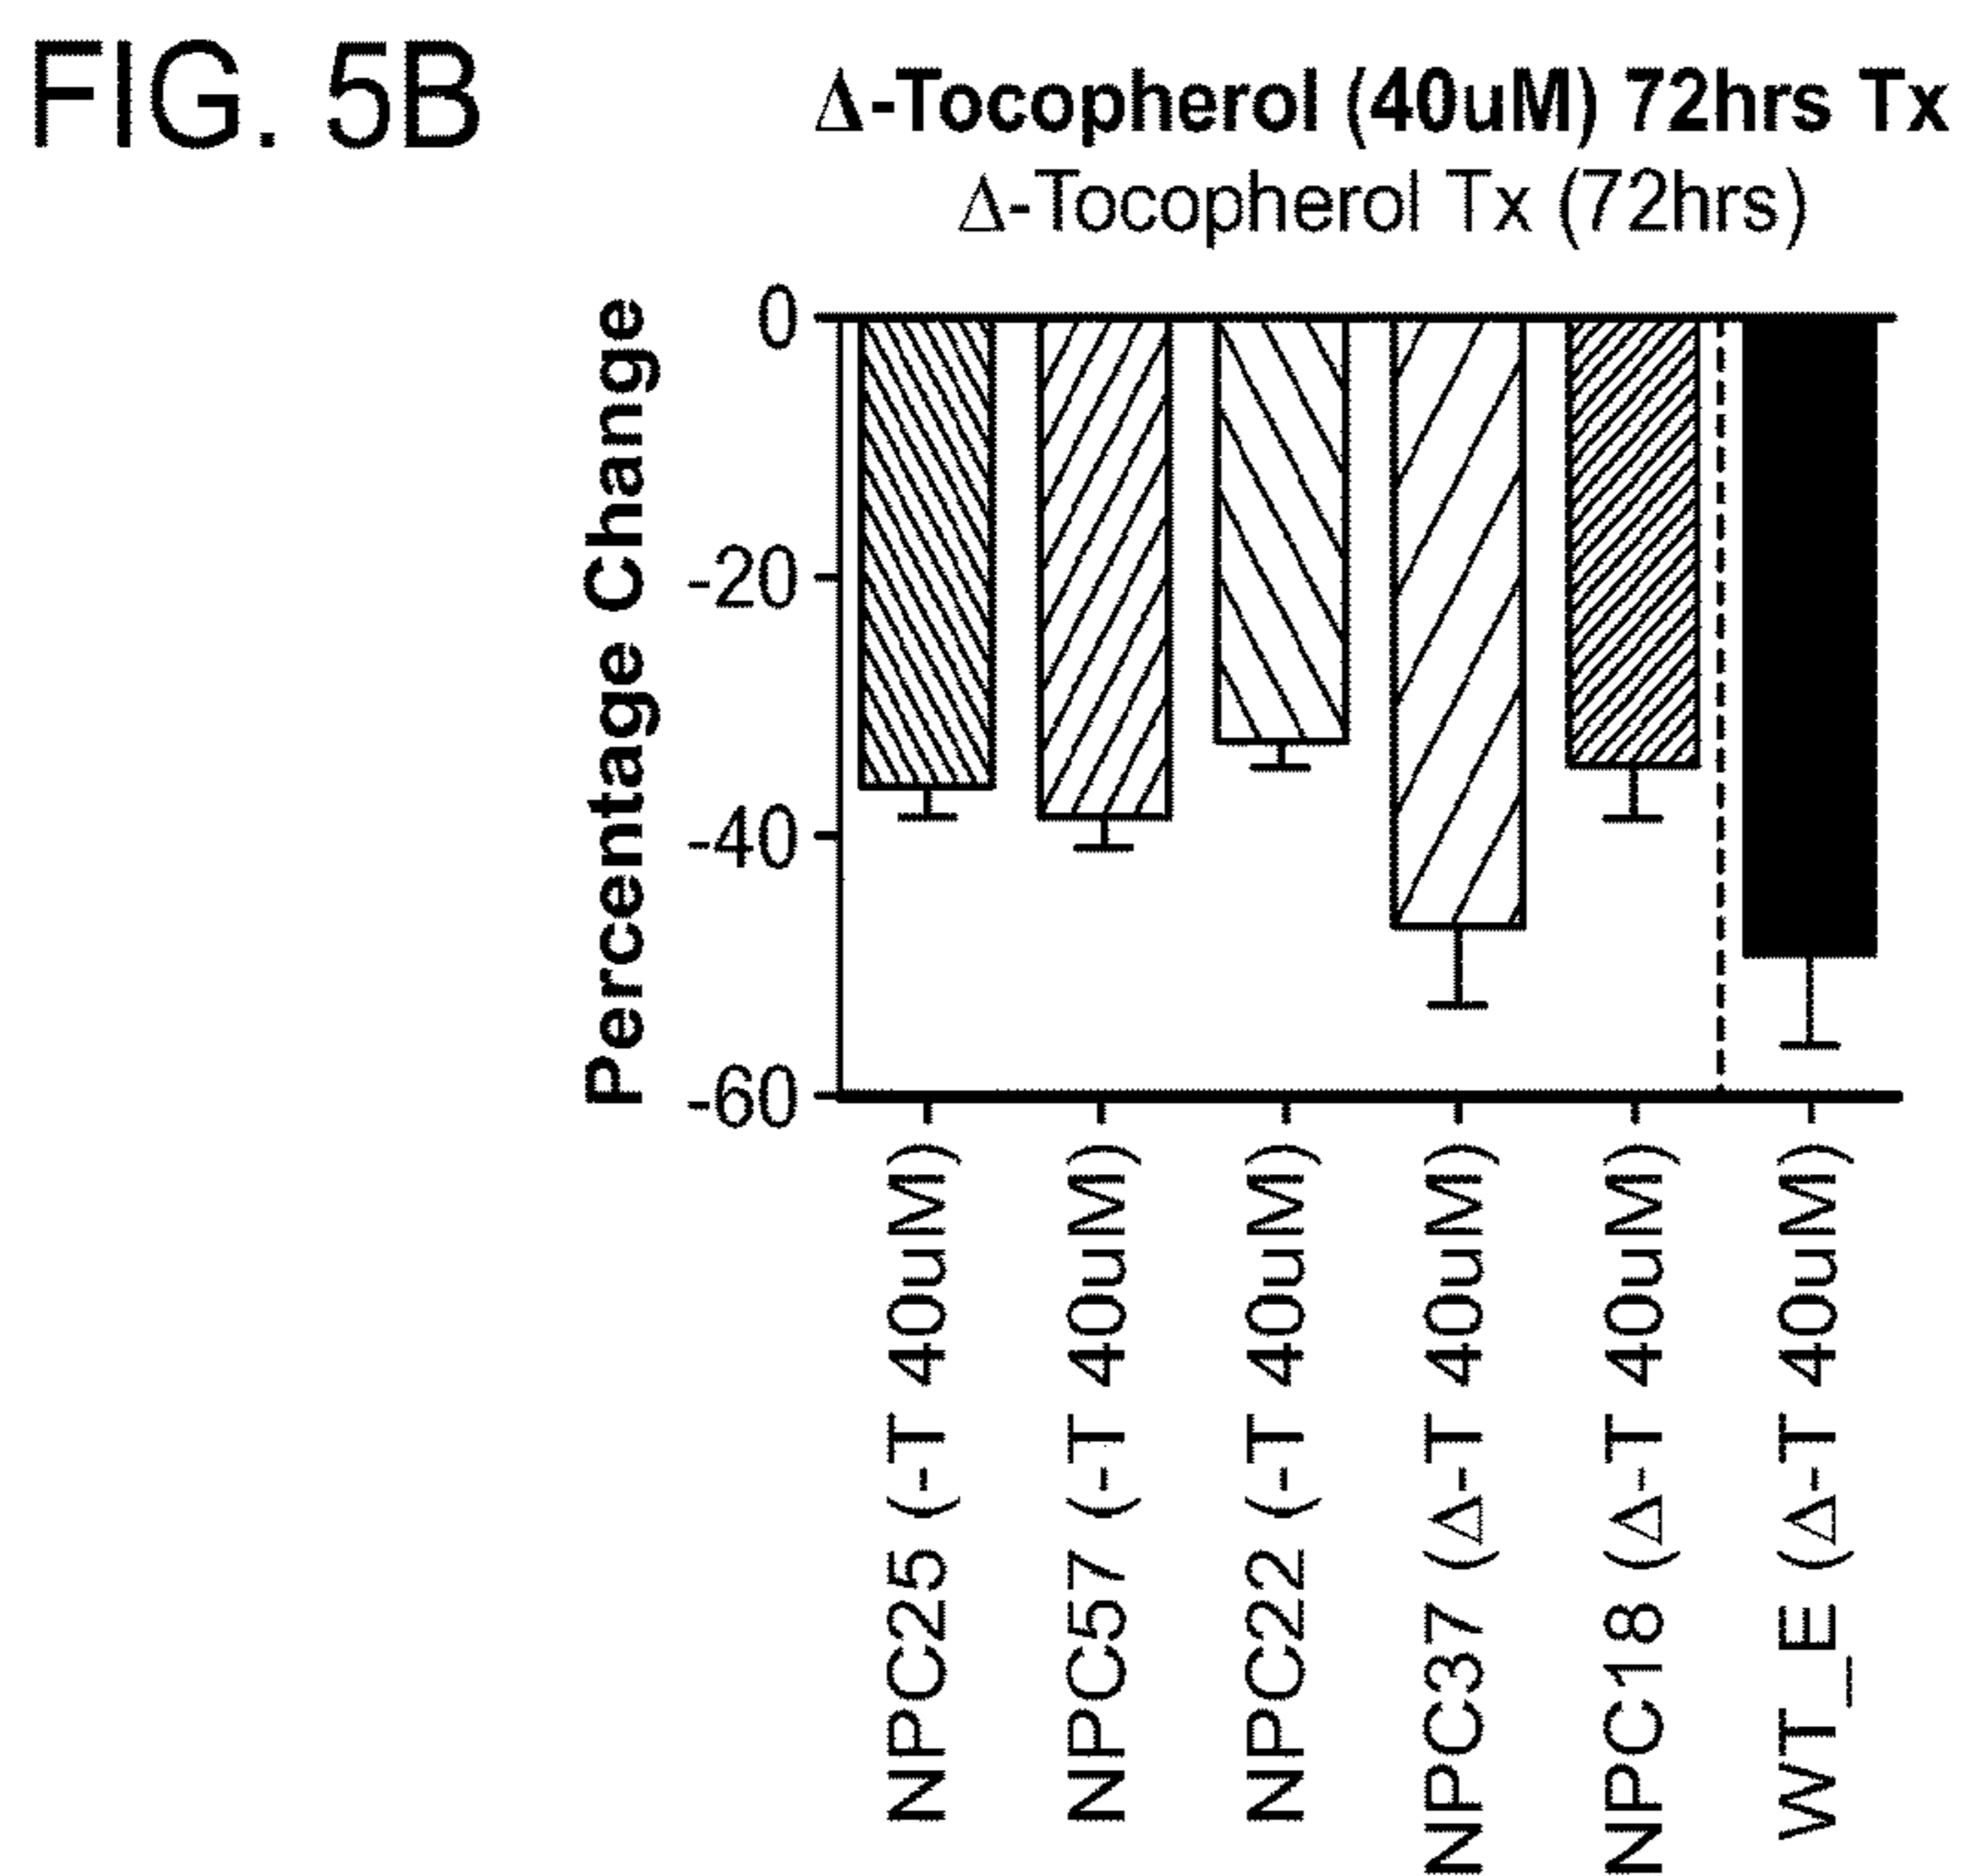 FIG. 5B
Δ-Tocopherol (40uM) 72hrs Tx
Δ-Tocopherol Tx (72hrs)
Percentage Change
0
-20
-40
-60
NPC25 (-T 40uM)
NPC57 (-T 40uM)
NPC22 (-T 40uM)
NPC37 (Δ-T 40uM)
NPC18 (Δ-T 40uM)
WT_E (Δ-T 40uM)